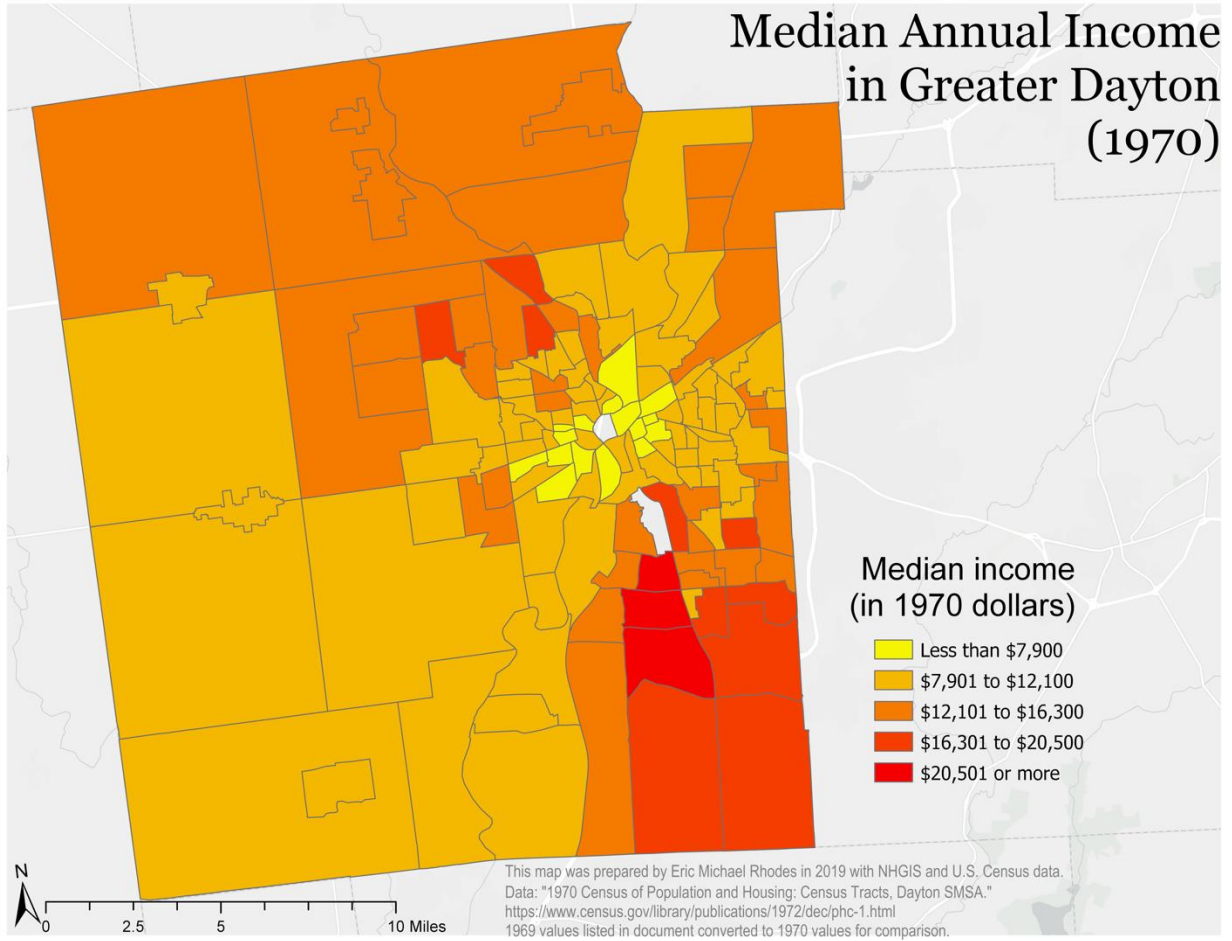 Median Annual Income
in Greater Dayton
(1970)
Median income
(in 1970 dollars)
Less than $7,900
$7,901 to $12,100
$12,101 to $16,300
$16,301 to $20,500
$20,501 or more
N
0 2.5 5 10 Miles
This map was prepared by Eric Michael Rhodes in 2019 with NHGIS and U.S. Census data.
Data: "1970 Census of Population and Housing: Census Tracts, Dayton SMSA."
https://www.census.gov/library/publications/1972/dec/phc-1.html
1969 values listed in document converted to 1970 values for comparison.